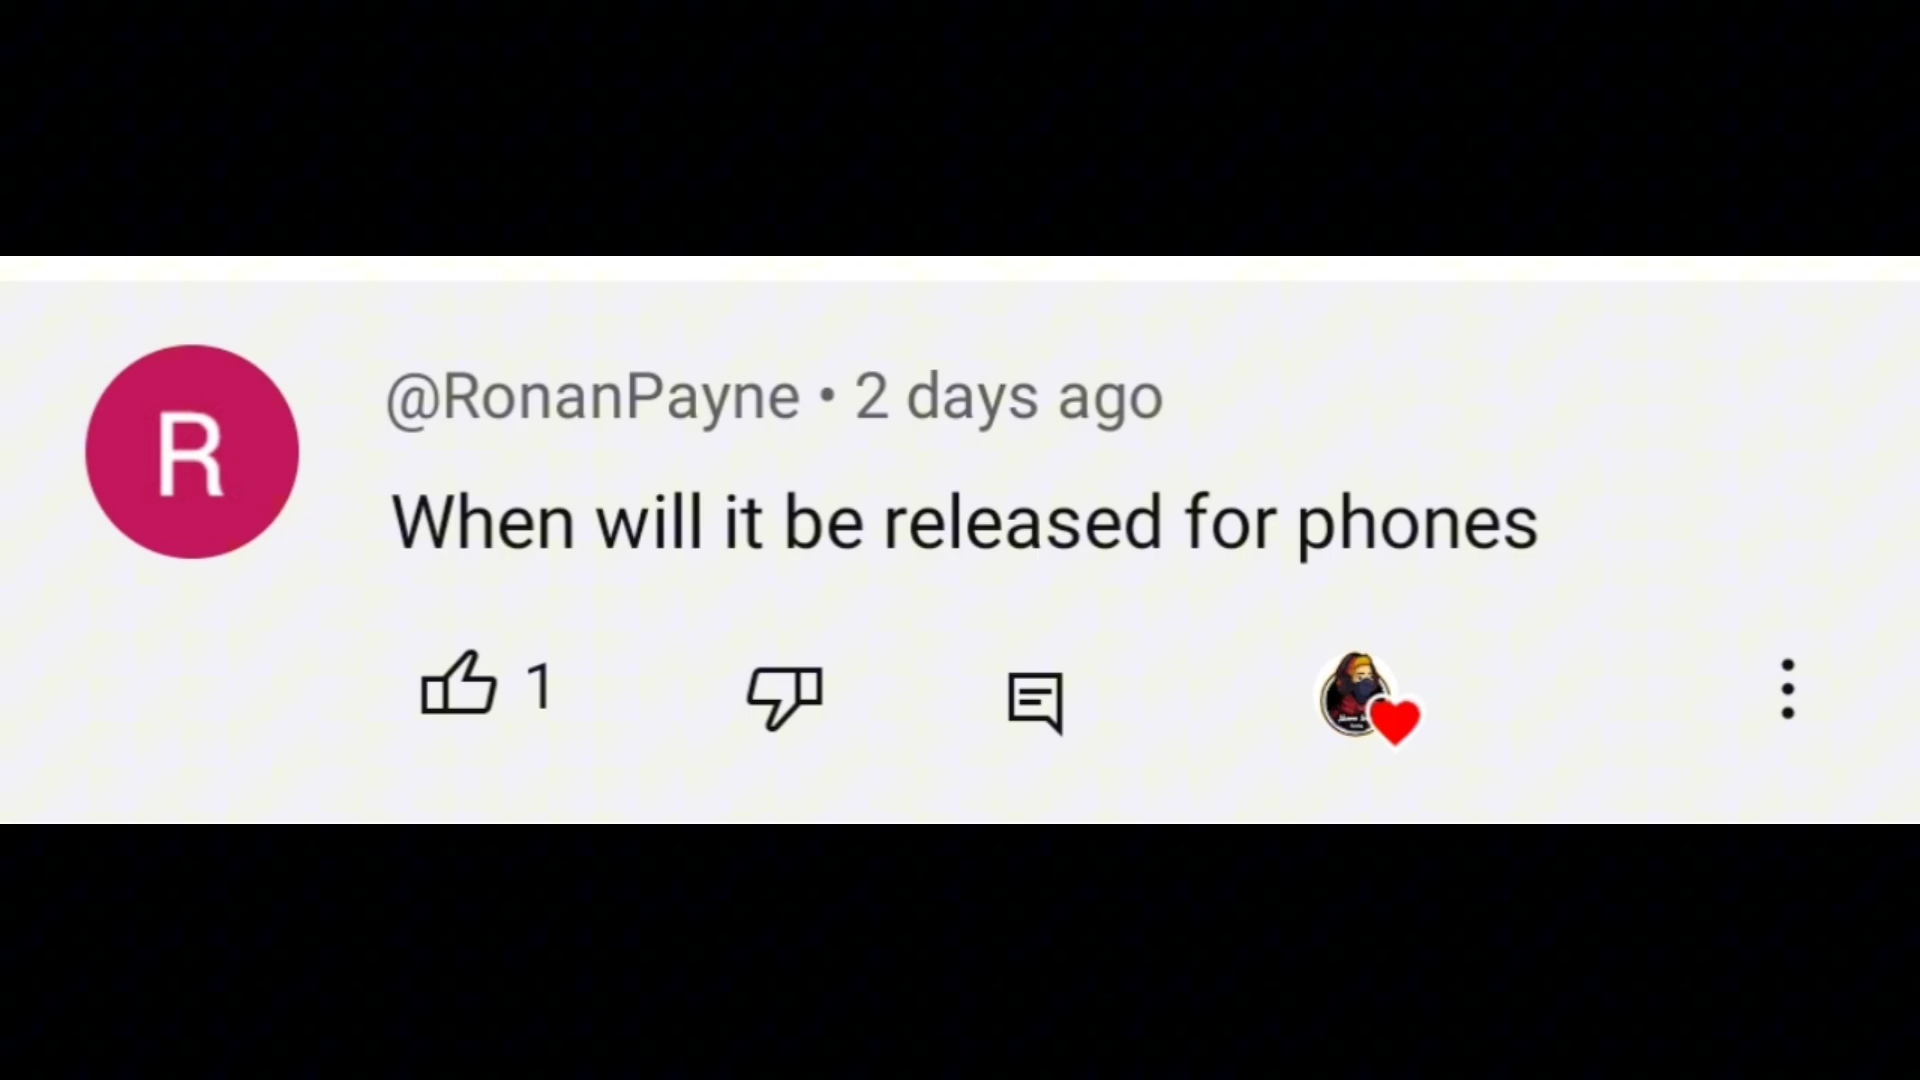 R
@RonanPayne • 2 days ago
When will it be released for phones
1